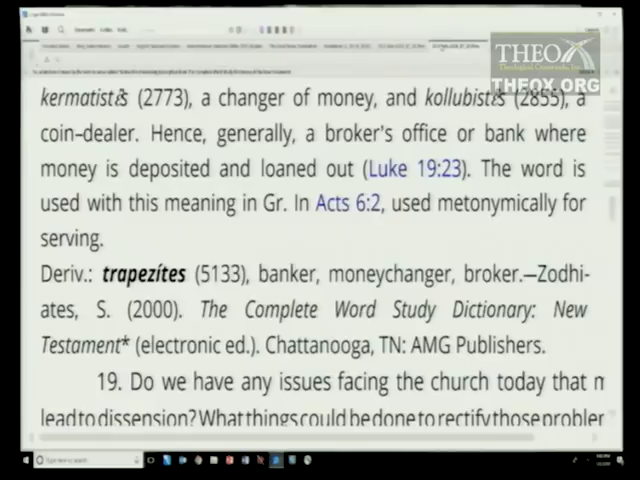 THEOX
THEOX.ORG
kermatistḗs (2773), a changer of money, and kollubistḗs (2855), a
coin–dealer. Hence, generally, a broker's office or bank where
money is deposited and loaned out (Luke 19:23). The word is
used with this meaning in Gr. In Acts 6:2, used metonymically for
serving.
Deriv.: trapezítes (5133), banker, moneychanger, broker.—Zodhi-
ates, S. (2000). The Complete Word Study Dictionary: New
Testament* (electronic ed.). Chattanooga, TN: AMG Publishers.
19. Do we have any issues facing the church today that
lead to dissension? What things could be done to rectify those